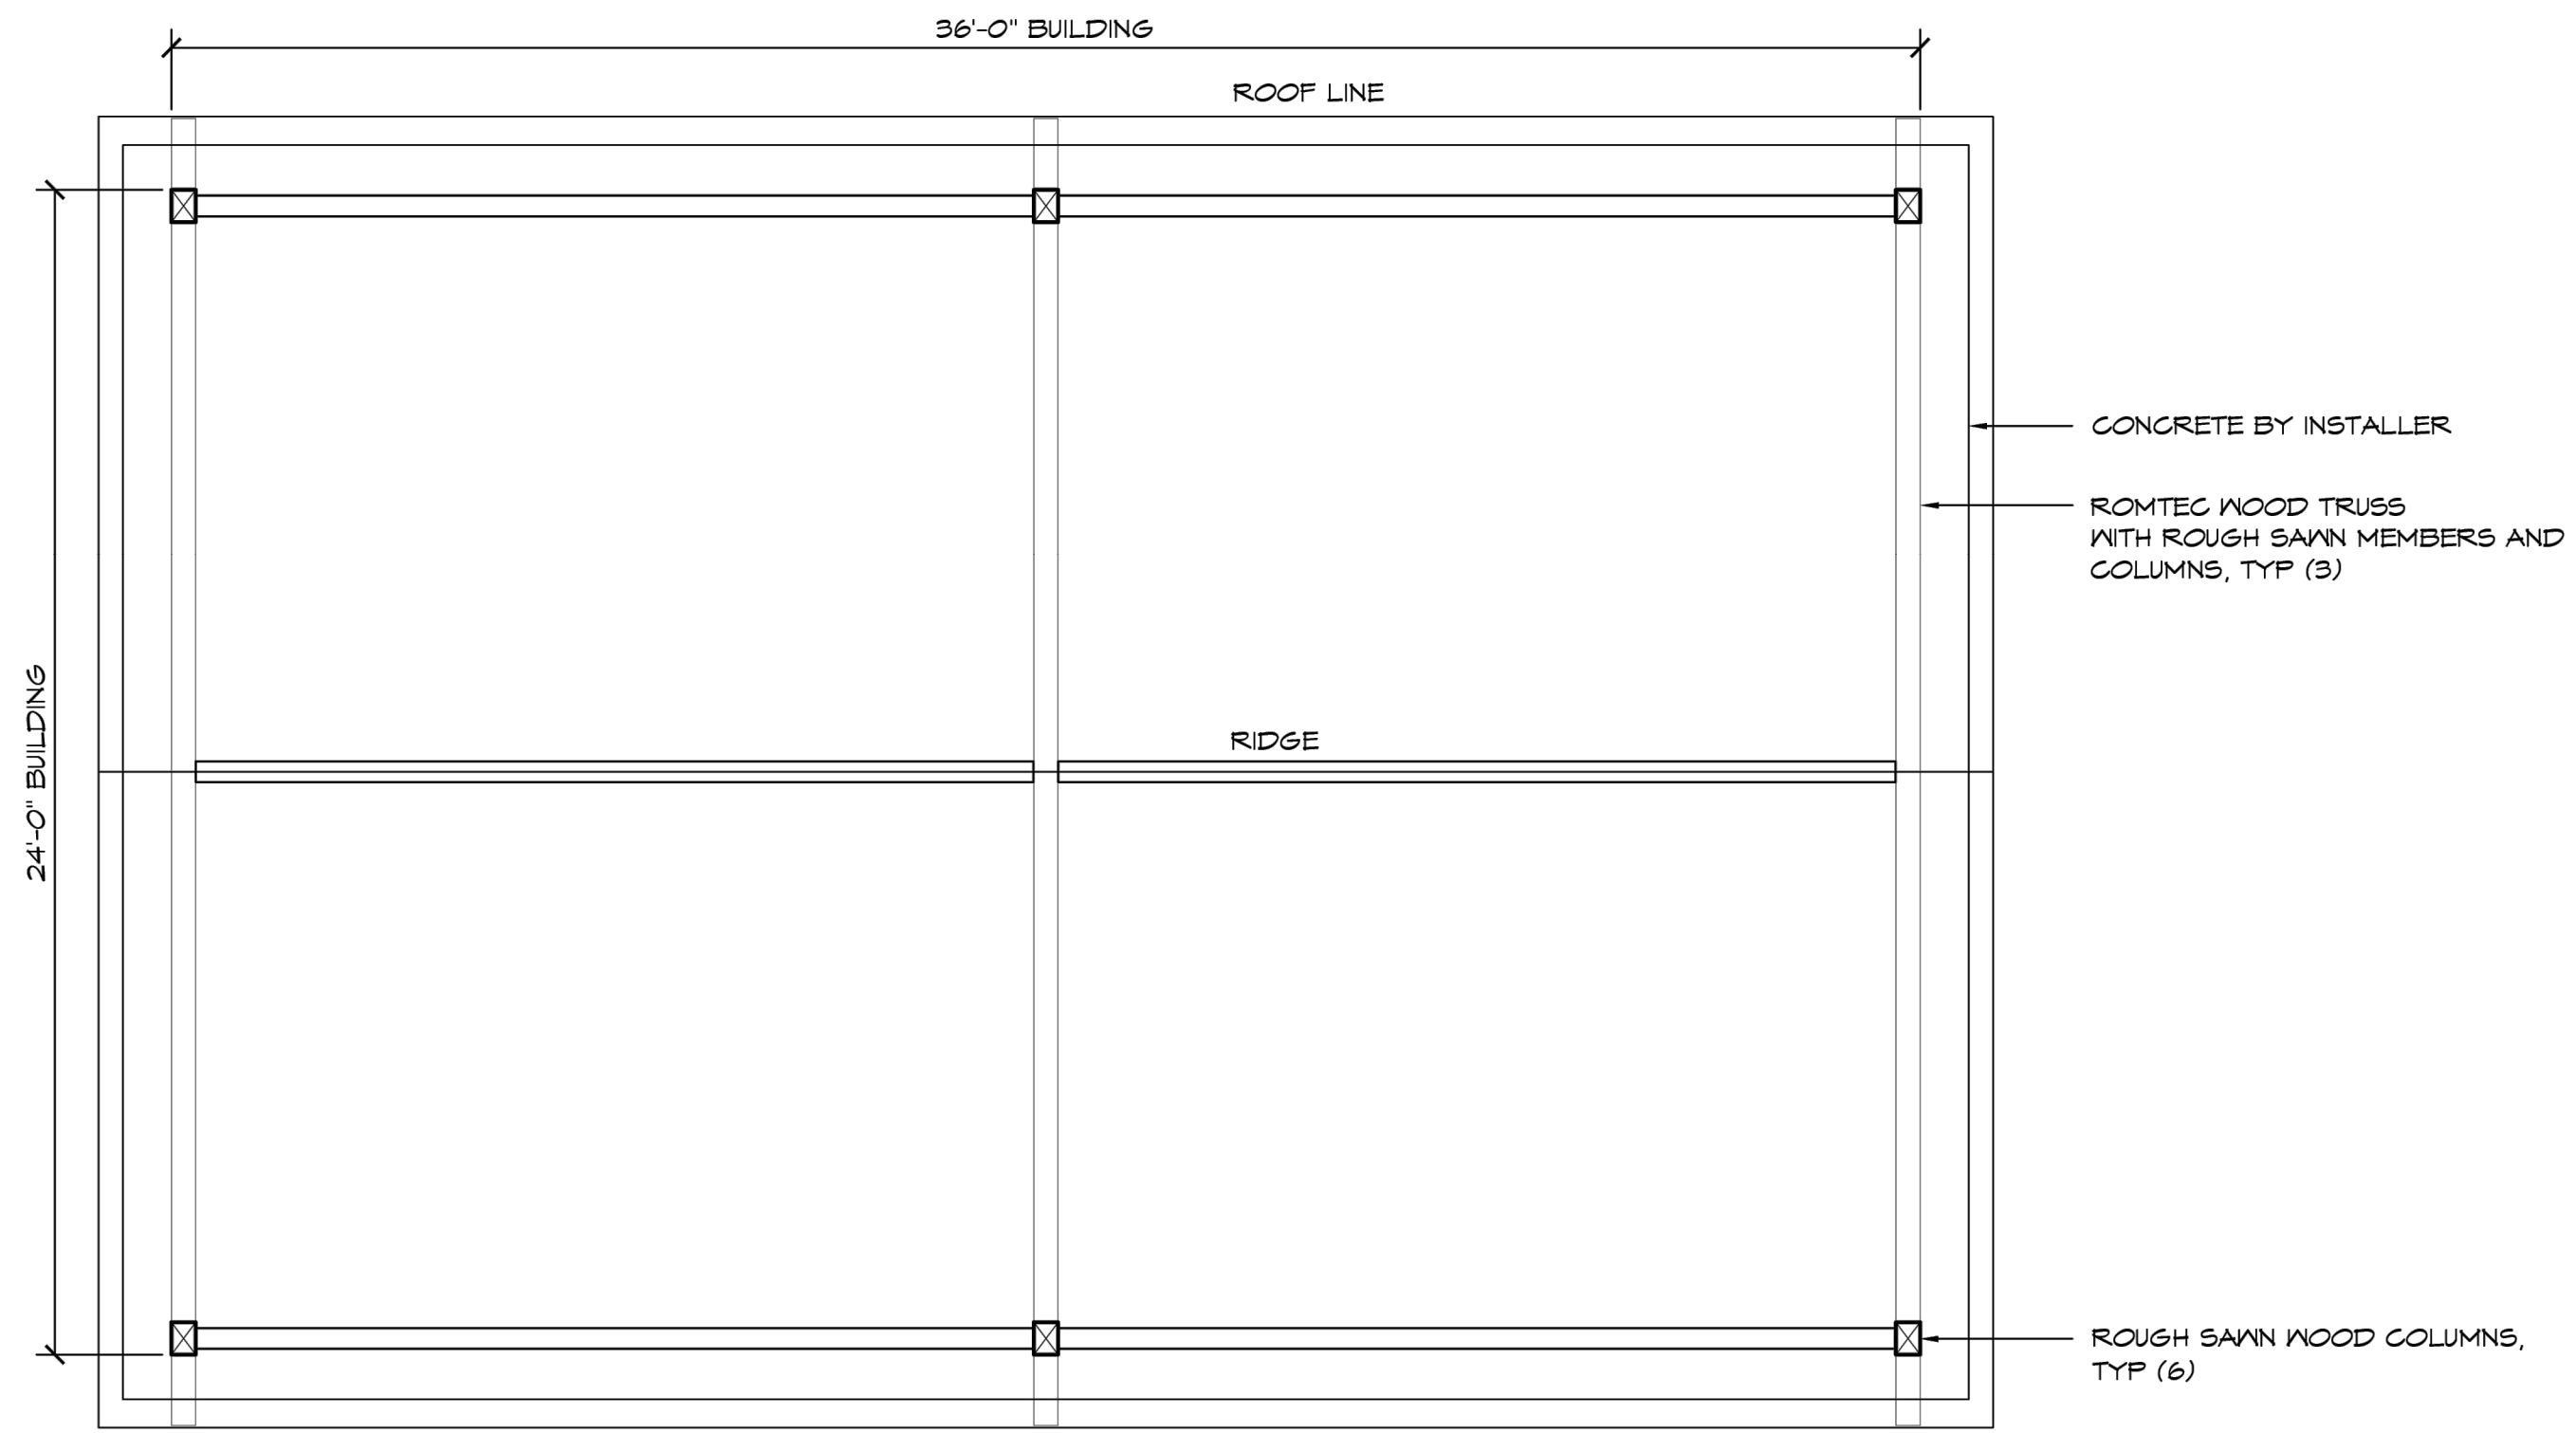 36'-0" BUILDING
ROOF LINE
CONCRETE BY INSTALLER
ROMTEC WOOD TRUSS
WITH ROUGH SAWN MEMBERS AND
COLUMNS, TYP (3)
24'-0" BUILDING
RIDGE
ROUGH SAWN WOOD COLUMNS,
TYP (6)